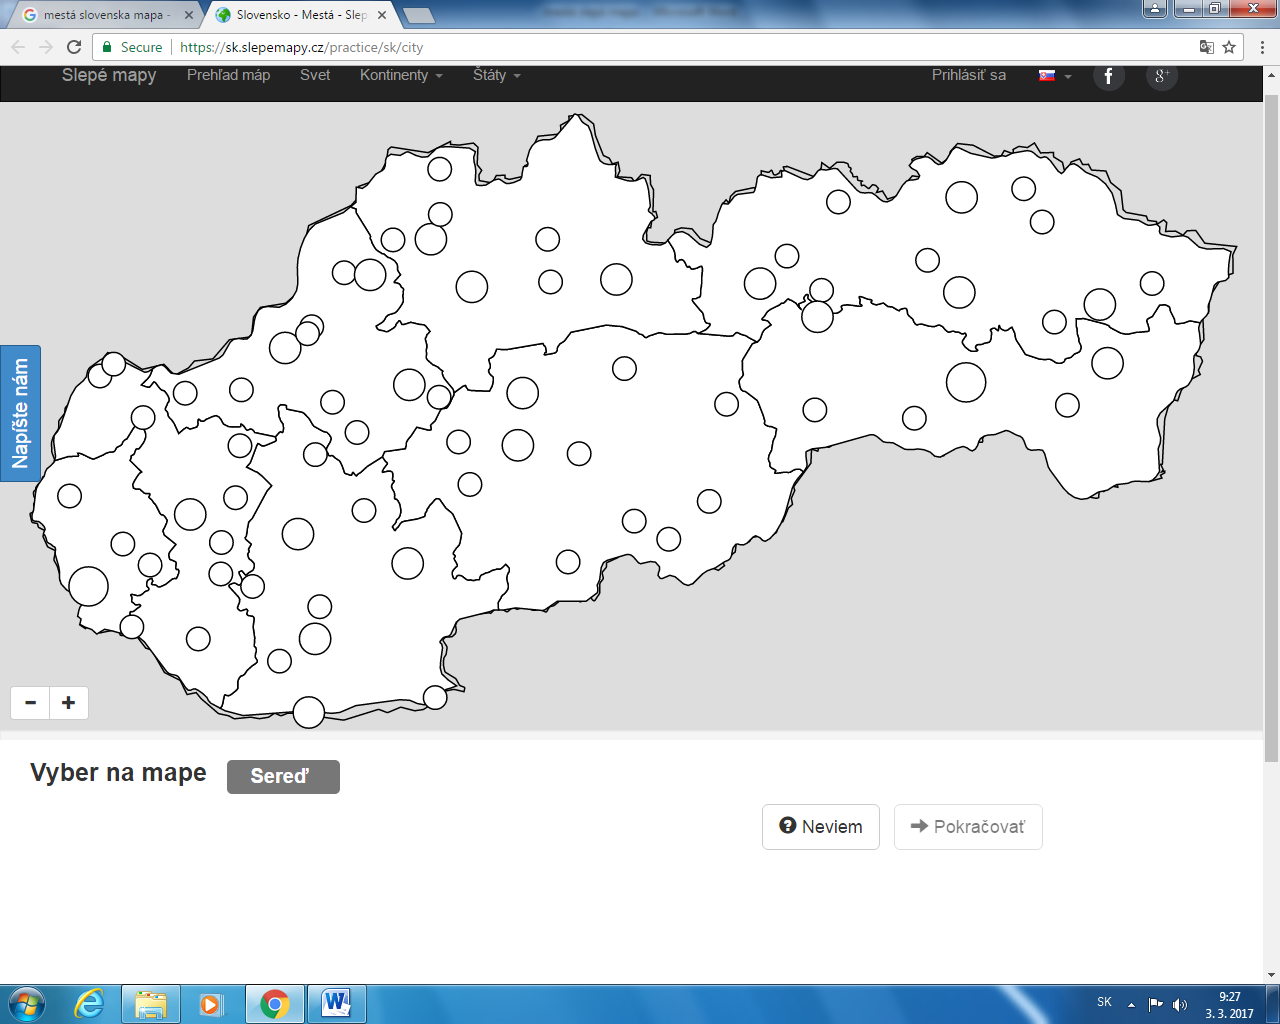 mestá slovenska mapa -
Slovensko - Mestá - Slep
Secure
https://sk.slepemapy.cz/practice/sk/city
Slepé mapy
Prehľad máp
Svet
Kontinenty
Štáty
Prihlásiť sa
f
g+
Napíšte nám
- +
Vyber na mape Sereď
Neviem
Pokračovať
SK
9:27
3. 3. 2017